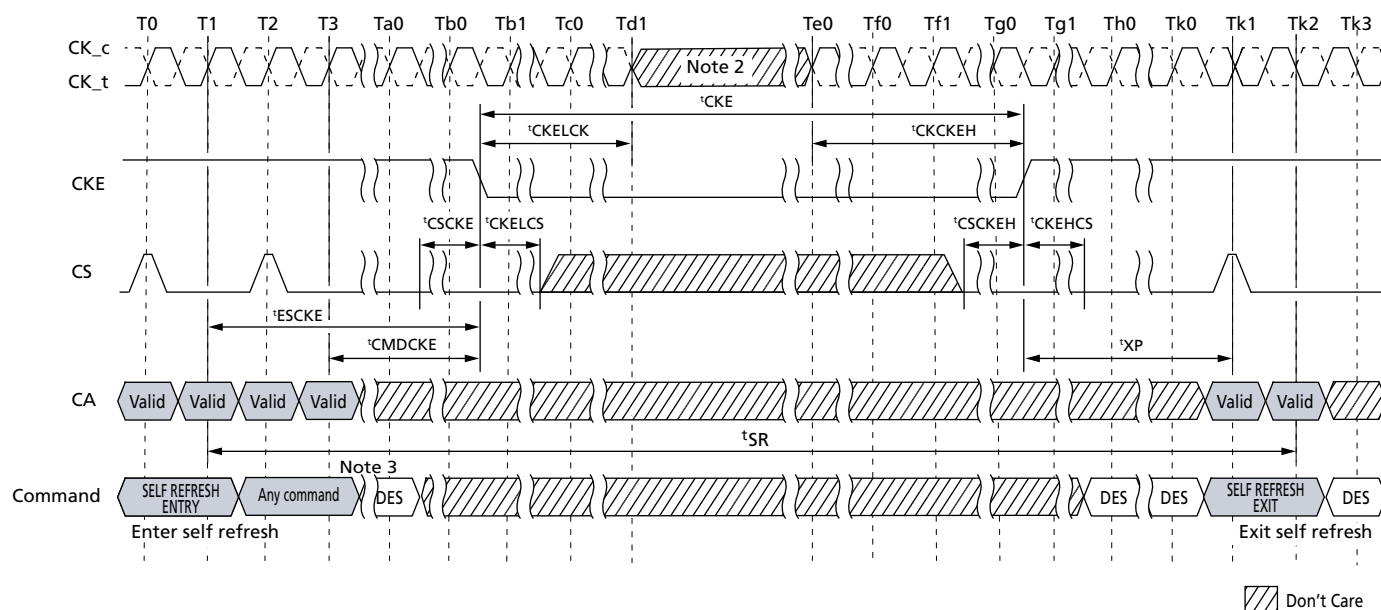 T0 T1 T2 T3 Ta0 Tb0 Tb1 Tc0 Td1 Te0 Tf0 Tf1 Tg0 Tg1 Th0 Tk0 Tk1 Tk2 Tk3
CK_c
CK_t
Note 2
tCKE
tCKELCK
tCKCKEH
CKE
tCSCKE
tCKELCS
tCSCKEH
tCKEHCS
CS
tESCKE
tCMDCKE
tXP
CA
Valid Valid Valid Valid Valid Valid
tSR
Note 3
Command
SELF REFRESH
ENTRY
Any command
DES
DES
DES
SELF REFRESH
EXIT
DES
Enter self refresh
Exit self refresh
Don't Care